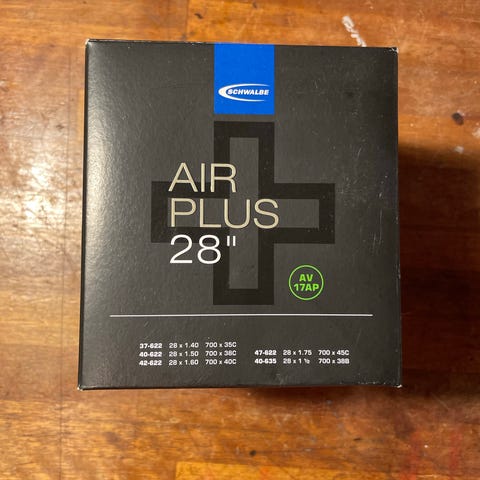 SCHWALBE
AIR
PLUS
28"
AV
17AP
37-622 28 x 1.40 700 x 35C
40-622 28 x 1.50 700 x 38C
42-622 28 x 1.60 700 x 40C
47-622 28 x 1.75 700 x 45C
40-635 28 x 1 ½ 700 x 38B